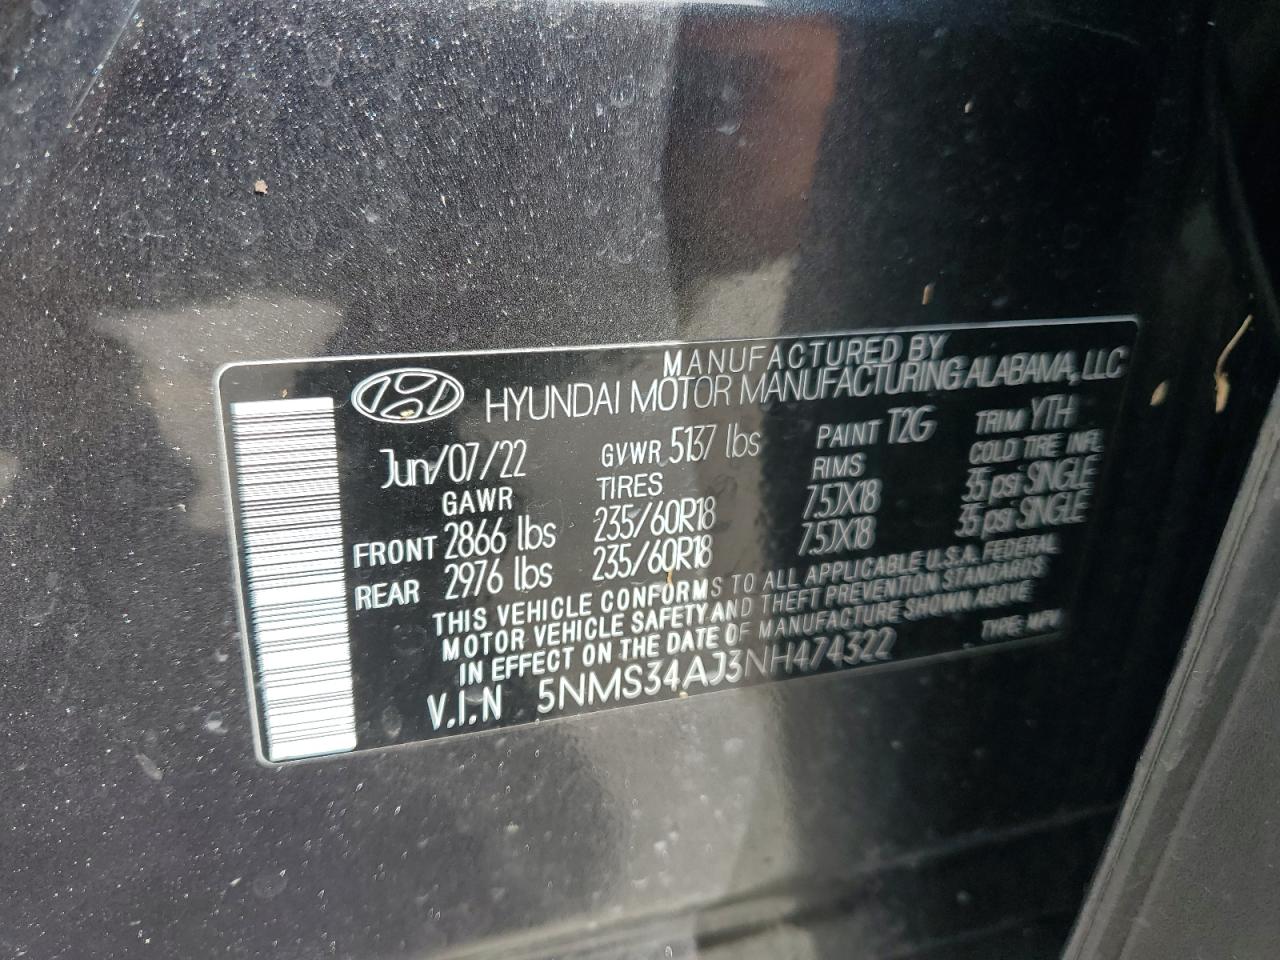 MANUFACTURED BY
HYUNDAI MOTOR MANUFACTURING ALABAMA, LLC
Jun/07/22 GVWR 5137 lbs PAINT T2G TRIM YTH
GAWR TIRES RIMS COLD TIRE INFL
FRONT 2866 lbs 235/60R18 7.5JX18 35 psi SINGLE
REAR 2976 lbs 235/60R18 7.5JX18 35 psi SINGLE
THIS VEHICLE CONFORMS TO ALL APPLICABLE U.S.A. FEDERAL
MOTOR VEHICLE SAFETY AND THEFT PREVENTION STANDARDS
IN EFFECT ON THE DATE OF MANUFACTURE SHOWN ABOVE
V.I.N 5NMS34AJ3NH474322 TYPE: MPV